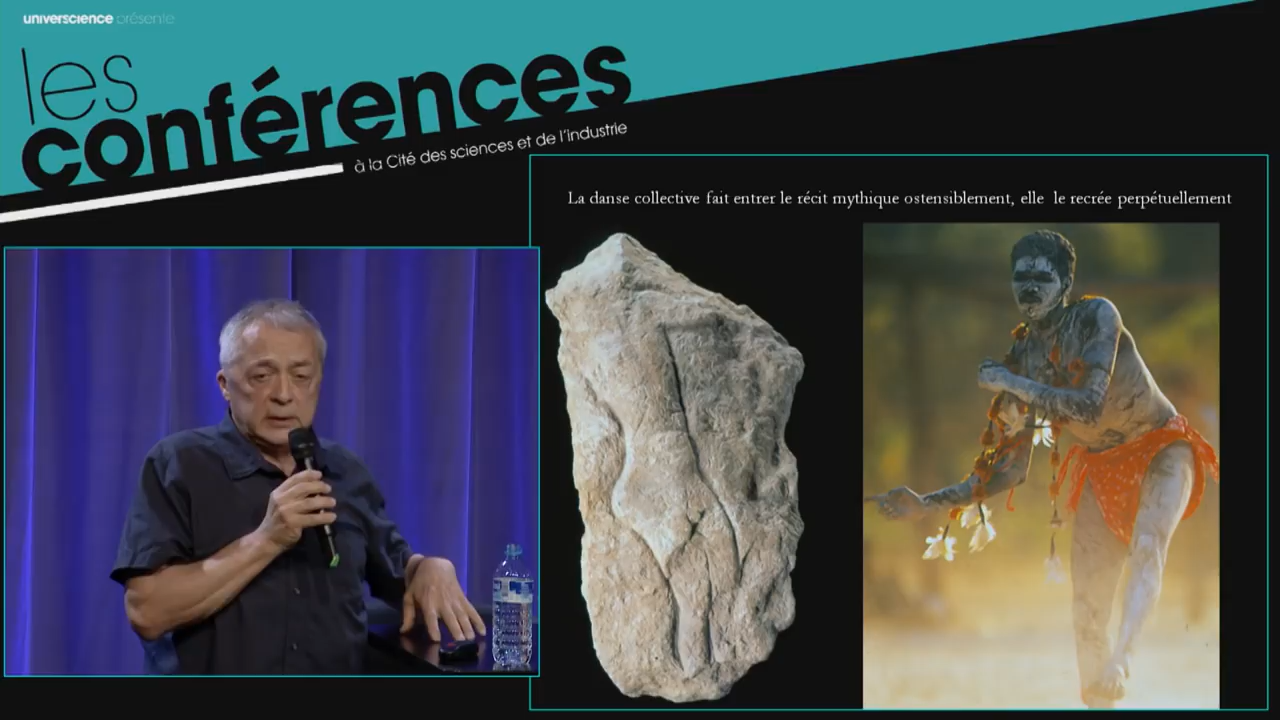 universcience présente
les
conférences
à la Cité des sciences et de l'industrie
La danse collective fait entrer le récit mythique ostensiblement, elle le recrée perpétuellement